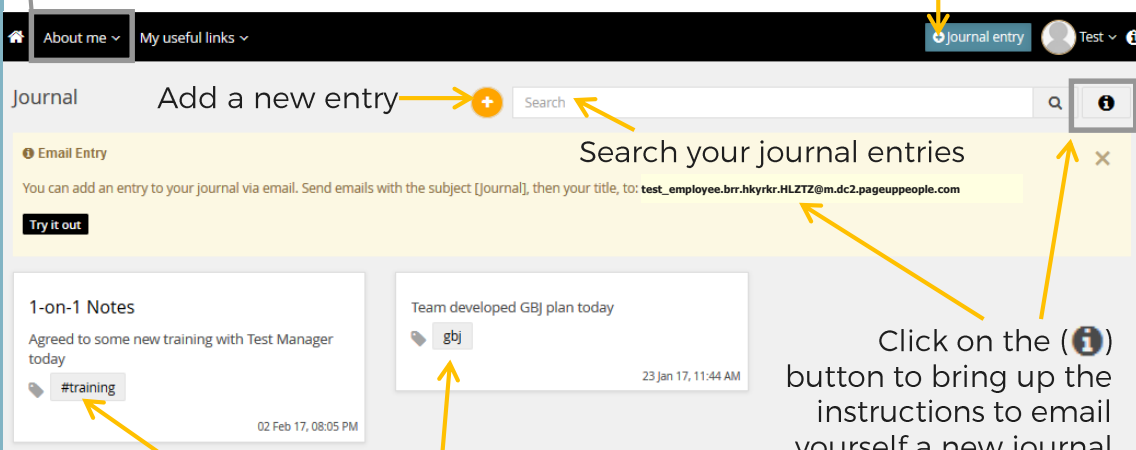 About me My useful links Journal entry Test
Journal Add a new entry Search
Search your journal entries
Email Entry
You can add an entry to your journal via email. Send emails with the subject [Journal], then your title, to: test_employee.brr.hkyrkr.HLZTZ@m.dc2.pageuppeople.com
Try it out
1-on-1 Notes
Agreed to some new training with Test Manager
today
#training
02 Feb 17, 08:05 PM
Team developed GBJ plan today
gbj
23 Jan 17, 11:44 AM
Click on the (i)
button to bring up the
instructions to email
yourself a new journal